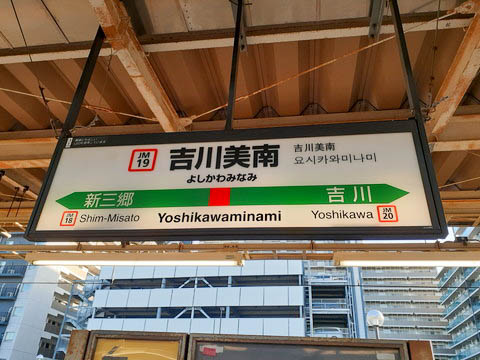 JM
19
吉川美南
よしかわみなみ
吉川美南
요시카와미나미
新三郷
吉川
JM
18
Shim-Misato
Yoshikawaminami
Yoshikawa
JM
20